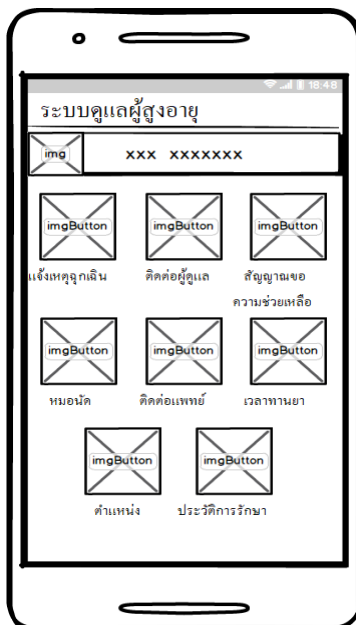 18:48
ระบบดูแลผู้สูงอายุ
img
xxx xxxxxxx
imgButton imgButton imgButton
แจ้งเหตุฉุกเฉิน ติดต่อผู้ดูแล สัญญาณขอ
ความช่วยเหลือ
imgButton imgButton imgButton
หมอนัด ติดต่อแพทย์ เวลาทานยา
imgButton imgButton
ตำแหน่ง ประวัติการรักษา